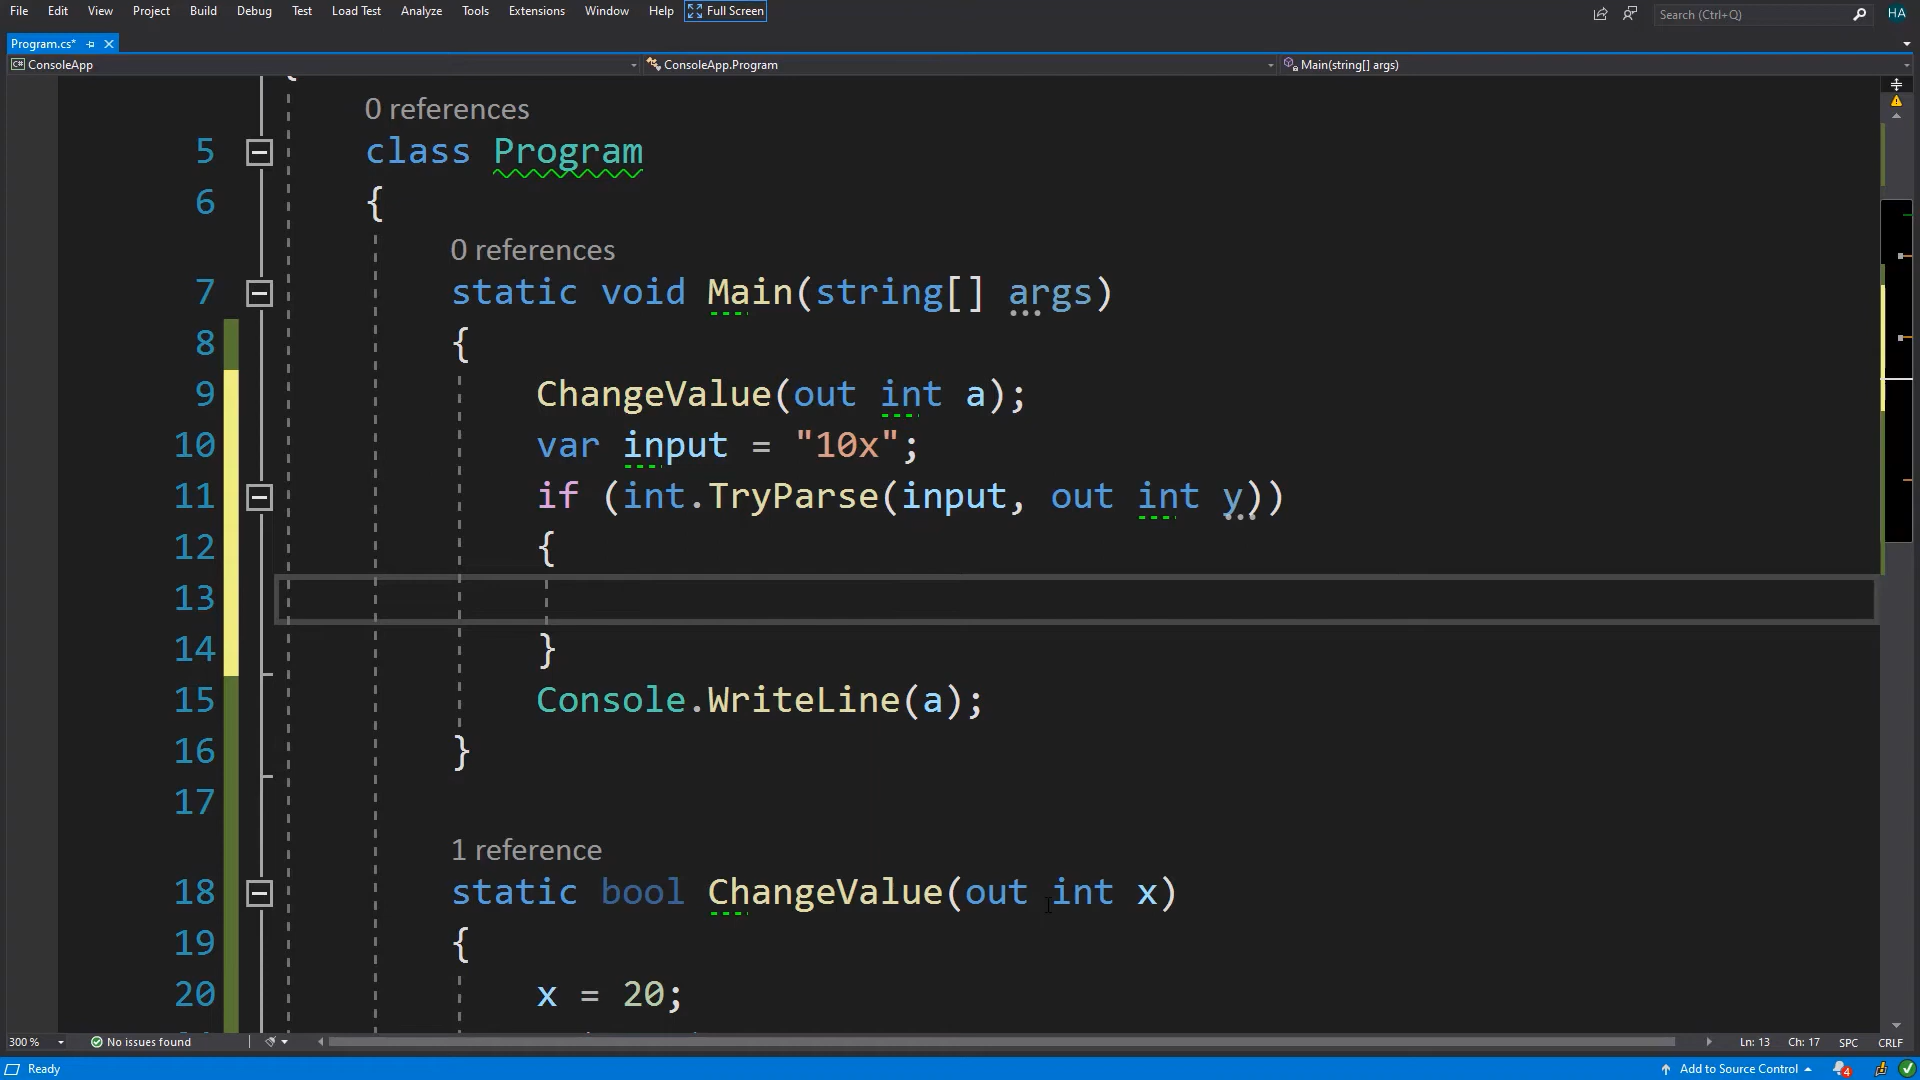 File Edit View Project Build Debug Test Load Test Analyze Tools Extensions Window Help Full Screen Search (Ctrl+Q) HA
Program.cs*
C# ConsoleApp ConsoleApp.Program Main(string[] args)
{
0 references
5 class Program
6 {
0 references
7 static void Main(string[] args)
8 {
9 ChangeValue(out int a);
10 var input = "10x";
11 if (int.TryParse(input, out int y))
12 {
13
14 }
15 Console.WriteLine(a);
16 }
17
1 reference
18 static bool ChangeValue(out int x)
19 {
20 x = 20;
300 % No issues found Ln: 13 Ch: 17 SPC CRLF
Ready Add to Source Control 4